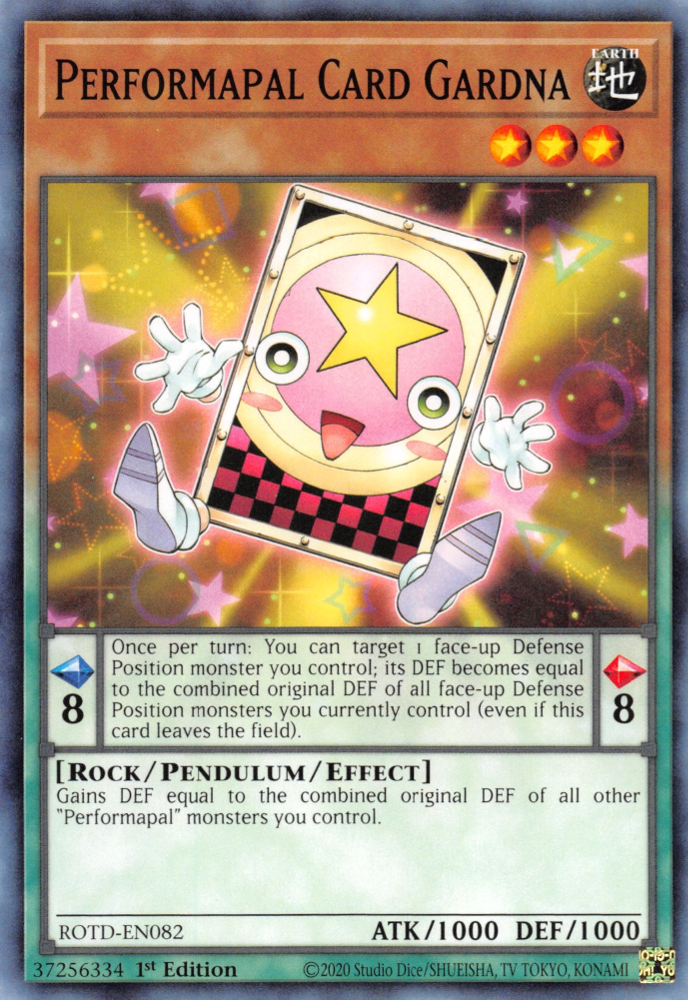 PERFORMAPAL CARD GARDNA
EARTH
地
8
Once per turn: You can target 1 face-up Defense
Position monster you control; its DEF becomes equal
to the combined original DEF of all face-up Defense
Position monsters you currently control (even if this
card leaves the field).
8
[ROCK/PENDULUM/EFFECT]
Gains DEF equal to the combined original DEF of all other
"Performapal" monsters you control.
ROTD-EN082
ATK/1000 DEF/1000
37256334 1st Edition
©2020 Studio Dice/SHUEISHA, TV TOKYO, KONAMI